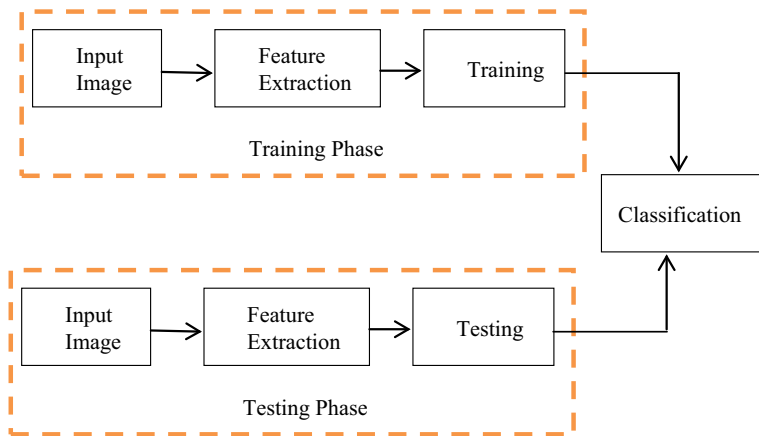 Input
Image
Feature
Extraction
Training
Training Phase
Classification
Input
Image
Feature
Extraction
Testing
Testing Phase